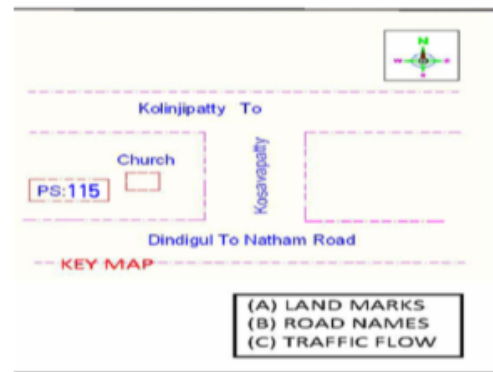 N
Kolinjipatty To
Kosavapatty
Church
PS:115
Dindigul To Natham Road
KEY MAP
(A) LAND MARKS
(B) ROAD NAMES
(C) TRAFFIC FLOW